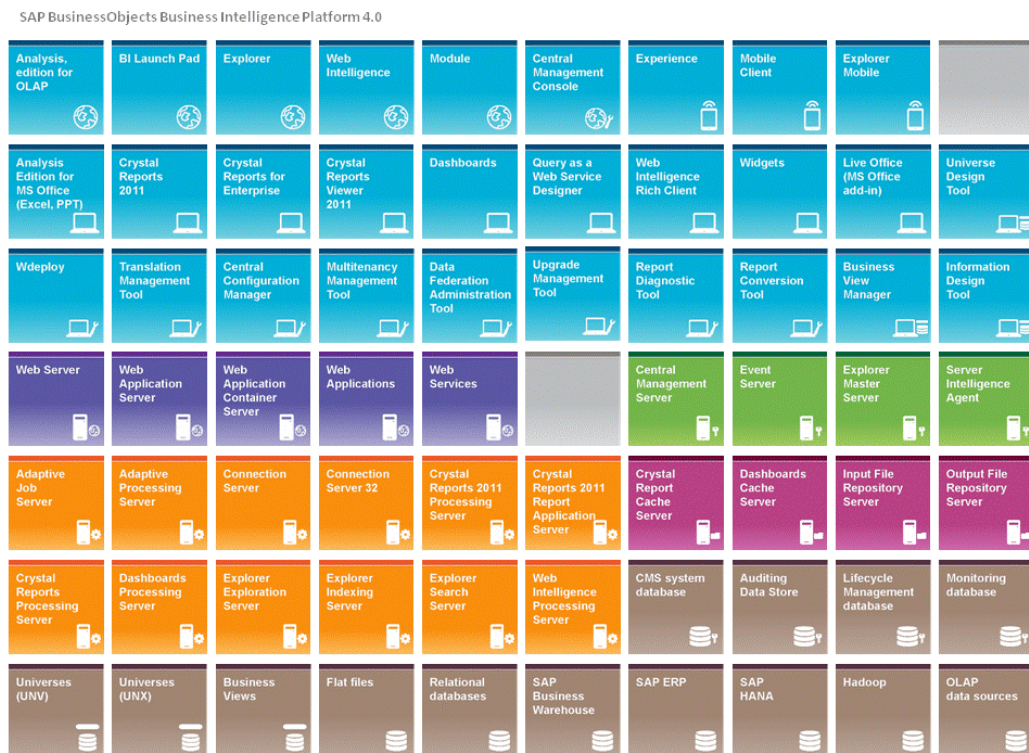 SAP BusinessObjects Business Intelligence Platform 4.0
Analysis,
edition for
OLAP
BI Launch Pad
Explorer
Web
Intelligence
Module
Central
Management
Console
Experience
Mobile
Client
Explorer
Mobile
Analysis
Edition for
MS Office
(Excel, PPT)
Crystal
Reports
2011
Crystal
Reports for
Enterprise
Crystal
Reports
Viewer
2011
Dashboards
Query as a
Web Service
Designer
Web
Intelligence
Rich Client
Widgets
Live Office
(MS Office
add-in)
Universe
Design
Tool
Wdeploy
Translation
Management
Tool
Central
Configuration
Manager
Multitenancy
Management
Tool
Data
Federation
Administration
Tool
Upgrade
Management
Tool
Report
Diagnostic
Tool
Report
Conversion
Tool
Business
View
Manager
Information
Design
Tool
Web Server
Web
Application
Server
Web
Application
Container
Server
Web
Applications
Web
Services
Central
Management
Server
Event
Server
Explorer
Master
Server
Server
Intelligence
Agent
Adaptive
Job
Server
Adaptive
Processing
Server
Connection
Server
Connection
Server 32
Crystal
Reports 2011
Processing
Server
Crystal
Reports 2011
Report
Application
Server
Crystal
Report
Cache
Server
Dashboards
Cache
Server
Input File
Repository
Server
Output File
Repository
Server
Crystal
Reports
Processing
Server
Dashboards
Processing
Server
Explorer
Exploration
Server
Explorer
Indexing
Server
Explorer
Search
Server
Web
Intelligence
Processing
Server
CMS system
database
Auditing
Data Store
Lifecycle
Management
database
Monitoring
database
Universes
(UNV)
Universes
(UNX)
Business
Views
Flat files
Relational
databases
SAP
Business
Warehouse
SAP ERP
SAP
HANA
Hadoop
OLAP
data sources